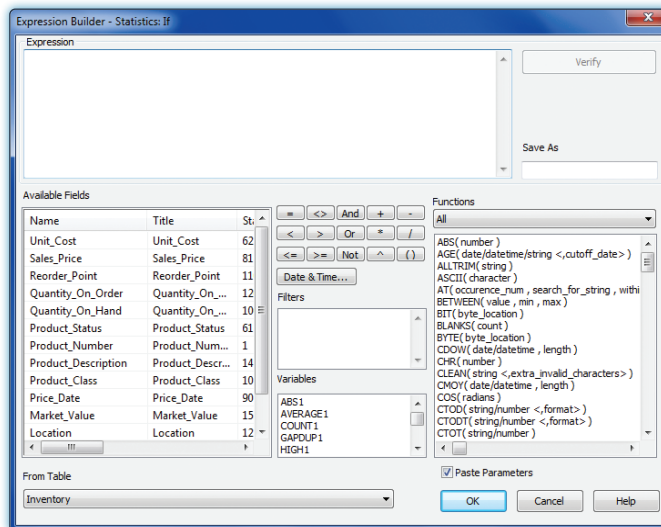 Expression Builder - Statistics: If
Expression
Verify
Save As
Available Fields
Name Title Sta
Unit_Cost Unit_Cost 62
Sales_Price Sales_Price 81
Reorder_Point Reorder_Point 11
Quantity_On_Order Quantity_On_... 12
Quantity_On_Hand Quantity_On_... 10
Product_Status Product_Status 61
Product_Number Product_Num... 1
Product_Description Product_Descr... 14
Product_Class Product_Class 10
Price_Date Price_Date 90
Market_Value Market_Value 15
Location Location 12
= <> And + -
< > Or * /
<= >= Not ^ ( )
Date & Time...
Filters
Variables
ABS1
AVERAGE1
COUNT1
GAPDUP1
HIGH1
Functions
All
ABS( number )
AGE( date/datetime/string <,cutoff_date> )
ALLTRIM( string )
ASCII( character )
AT( occurence_num , search_for_string , withi
BETWEEN( value , min , max )
BIT( byte_location )
BLANKS( count )
BYTE( byte_location )
CDOW( date/datetime , length )
CHR( number )
CLEAN( string <,extra_invalid_characters> )
CMOY( date/datetime , length )
COS( radians )
CTOD( string/number <,format> )
CTODT( string/number <,format> )
CTOT( string/number )
Paste Parameters
From Table
Inventory
OK Cancel Help